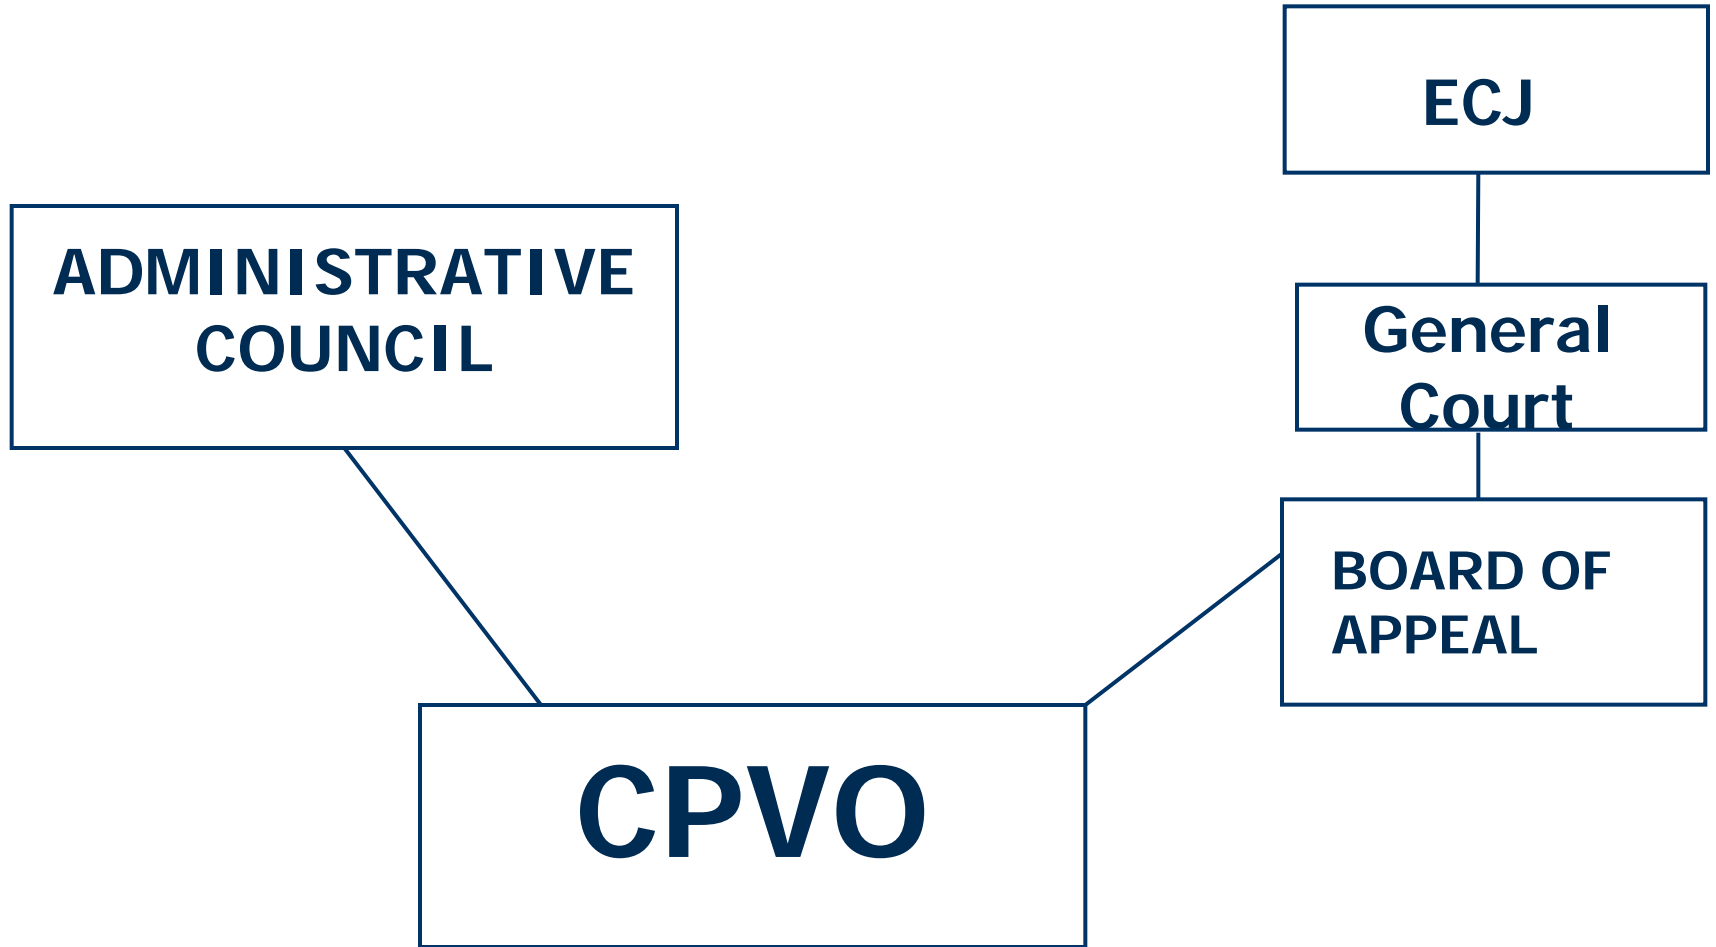 ECJ
ADMINISTRATIVE
COUNCIL
General
Court
BOARD OF
APPEAL
CPVO